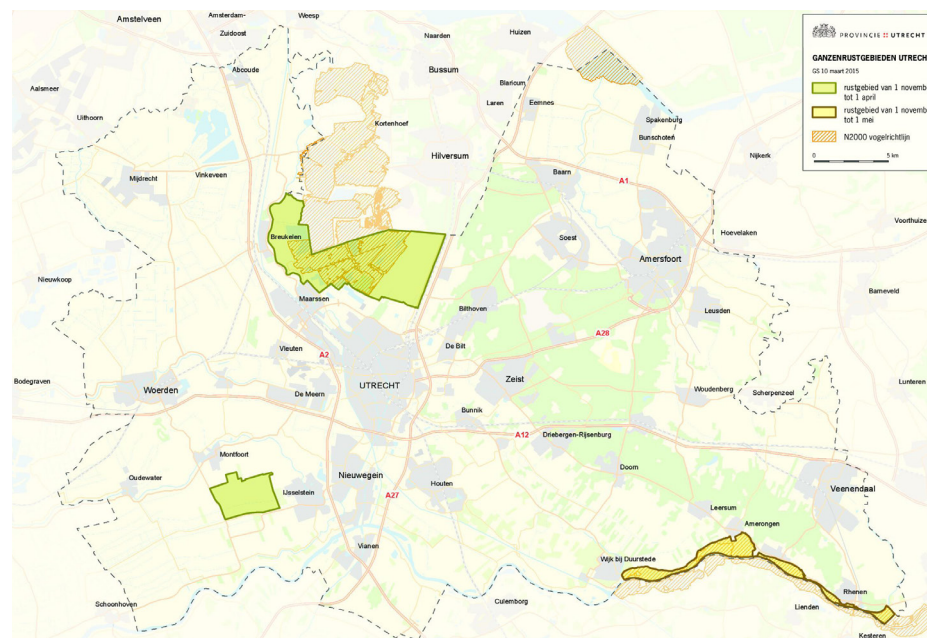 Amstelveen
Amsterdam-
Zuidoost
Weesp
Naarden
Huizen
Bussum
Abcoude
Aalsmeer
Blaricum
Laren
Eemnes
Uithoorn
Kortenhoef
Spakenburg
Bunschoten
Hilversum
Nijkerk
Mijdrecht
Vinkeveen
Baarn
A1
Voorthuize
Breukelen
Soest
Hoevelaken
Amersfoort
Nieuwkoop
Barneveld
Maarssen
Bilthoven
Leusden
A28
Vleuten
A2
De Bilt
Bodegraven
UTRECHT
Zeist
Lunteren
Woerden
De Meern
Woudenberg
Scherpenzeel
Bunnik
A12
Driebergen-Rijsenburg
Montfoort
Oudewater
Nieuwegein
Doorn
IJsselstein
Houten
Veenendaal
A27
Leersum
Amerongen
Vianen
Wijk bij Duurstede
Rhenen
Schoonhoven
Culemborg
Lienden
Kesteren
PROVINCIE :: UTRECHT
GANZENRUSTGEBIEDEN UTRECH
GS 10 maart 2015
rustgebied van 1 novemb
tot 1 april
rustgebied van 1 novemb
tot 1 mei
N2000 vogelrichtlijn
0 5 km